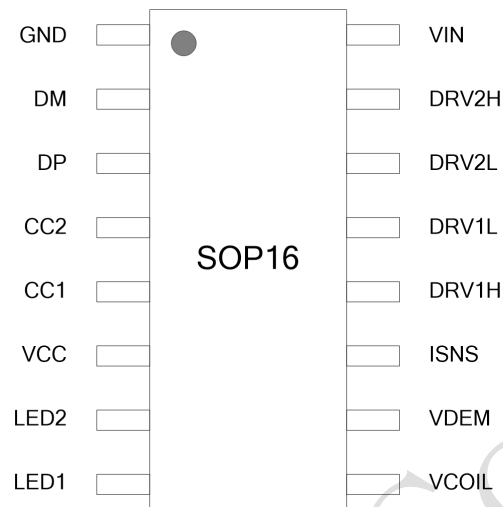 GND VIN
DM DRV2H
DP DRV2L
CC2 DRV1L
SOP16
CC1 DRV1H
VCC ISNS
LED2 VDEM
LED1 VCOIL